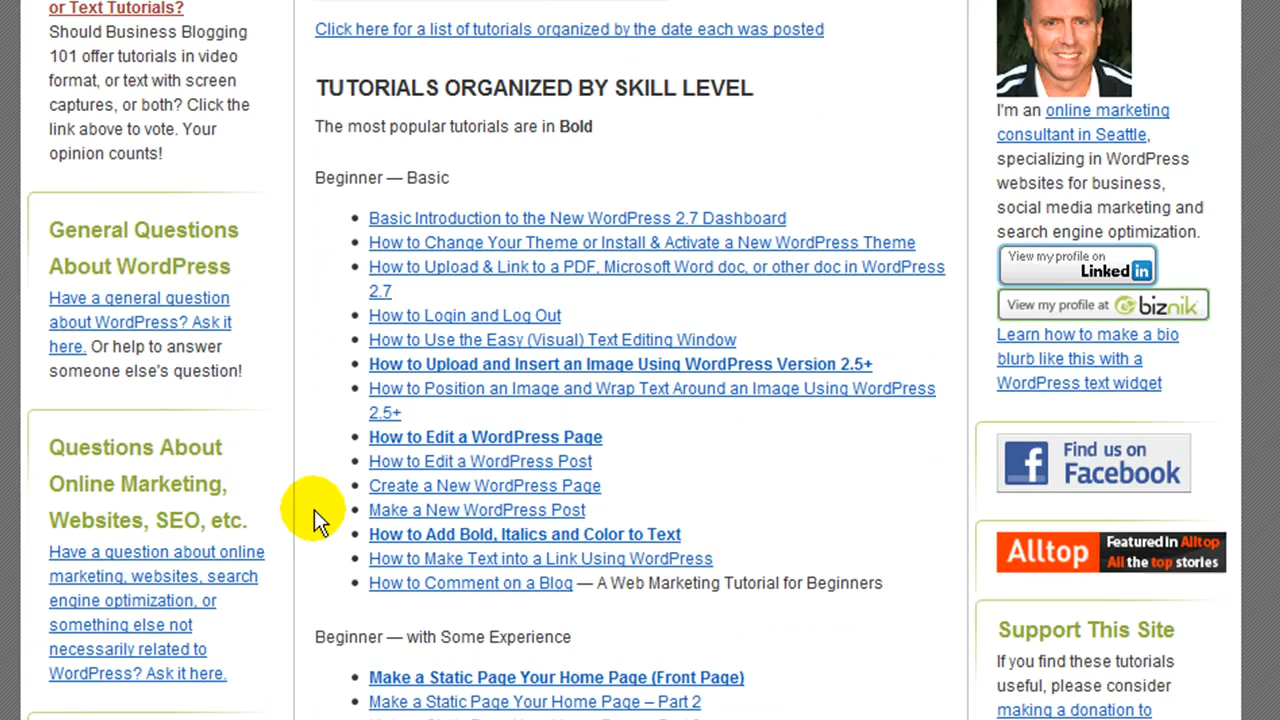 or Text Tutorials?
Should Business Blogging
101 offer tutorials in video
format, or text with screen
captures, or both? Click the
link above to vote. Your
opinion counts!
General Questions
About WordPress
Have a general question
about WordPress? Ask it
here. Or help to answer
someone else's question!
Questions About
Online Marketing,
Websites, SEO, etc.
Have a question about online
marketing, websites, search
engine optimization, or
something else not
necessarily related to
WordPress? Ask it here.
Click here for a list of tutorials organized by the date each was posted
TUTORIALS ORGANIZED BY SKILL LEVEL
The most popular tutorials are in Bold
Beginner — Basic
• Basic Introduction to the New WordPress 2.7 Dashboard
• How to Change Your Theme or Install & Activate a New WordPress Theme
• How to Upload & Link to a PDF, Microsoft Word doc, or other doc in WordPress
2.7
• How to Login and Log Out
• How to Use the Easy (Visual) Text Editing Window
• How to Upload and Insert an Image Using WordPress Version 2.5+
• How to Position an Image and Wrap Text Around an Image Using WordPress
2.5+
• How to Edit a WordPress Page
• How to Edit a WordPress Post
• Create a New WordPress Page
• Make a New WordPress Post
• How to Add Bold, Italics and Color to Text
• How to Make Text into a Link Using WordPress
• How to Comment on a Blog — A Web Marketing Tutorial for Beginners
Beginner — with Some Experience
• Make a Static Page Your Home Page (Front Page)
• Make a Static Page Your Home Page – Part 2
I'm an online marketing
consultant in Seattle,
specializing in WordPress
websites for business,
social media marketing and
search engine optimization.
View my profile on
Linked in
View my profile at biznik
Learn how to make a bio
blurb like this with a
WordPress text widget
Find us on
Facebook
Alltop Featured in Alltop
All the top stories
Support This Site
If you find these tutorials
useful, please consider
making a donation to